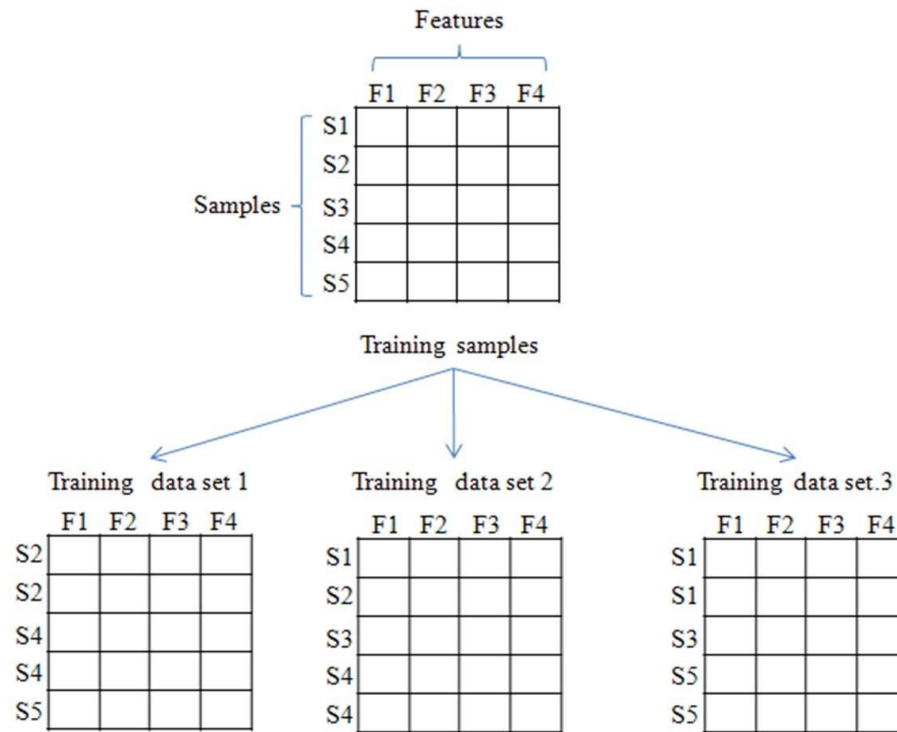 Features
F1 F2 F3 F4
S1
S2
Samples
S3
S4
S5
Training samples
Training data set 1
F1 F2 F3 F4
S2
S2
S4
S4
S5
Training data set 2
F1 F2 F3 F4
S1
S2
S3
S4
S4
Training data set.3
F1 F2 F3 F4
S1
S1
S3
S5
S5